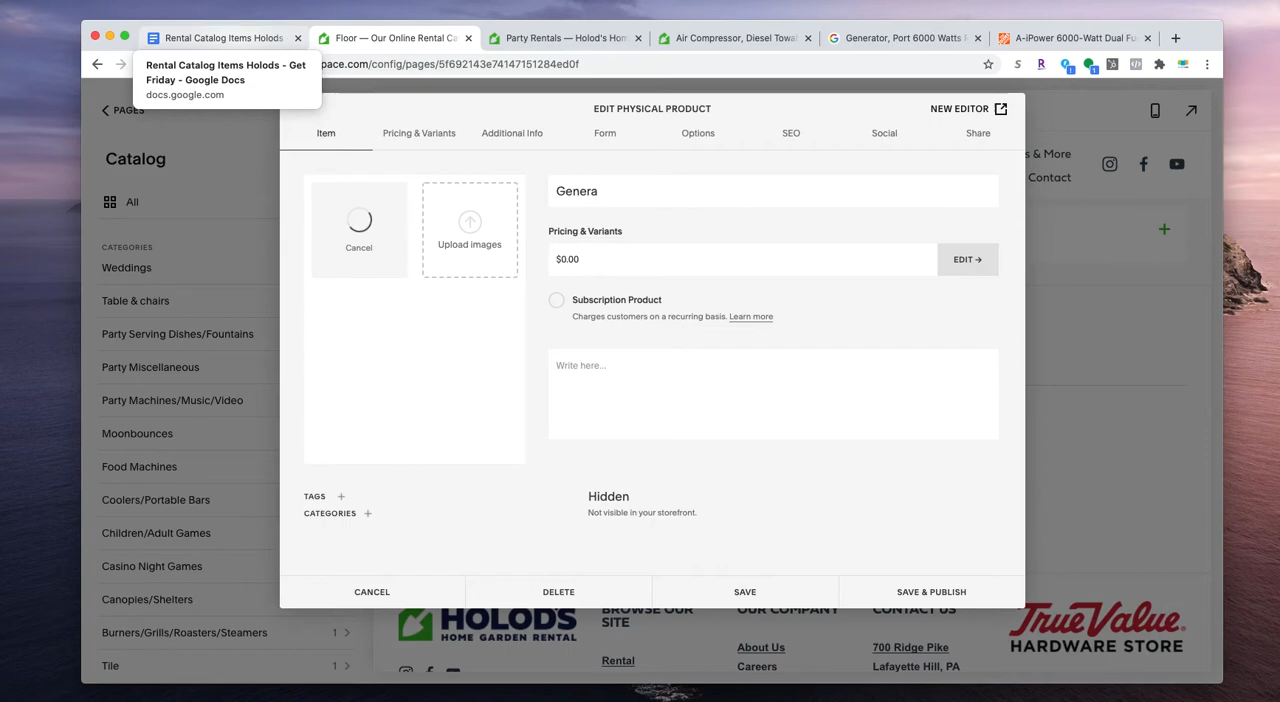 Rental Catalog Items Holods
Floor — Our Online Rental Ca
Party Rentals — Holod's Hom
Air Compressor, Diesel Towa
Generator, Port 6000 Watts R
A-iPower 6000-Watt Dual Fu
Rental Catalog Items Holods - Get
Friday - Google Docs
docs.google.com
pace.com/config/pages/5f692143e74147151284ed0f
PAGES
EDIT PHYSICAL PRODUCT
NEW EDITOR
Item
Pricing & Variants
Additional Info
Form
Options
SEO
Social
Share
Catalog
All
CATEGORIES
Weddings
Table & chairs
Party Serving Dishes/Fountains
Party Miscellaneous
Party Machines/Music/Video
Moonbounces
Food Machines
Coolers/Portable Bars
Children/Adult Games
Casino Night Games
Canopies/Shelters
Burners/Grills/Roasters/Steamers 1
Tile 1
Cancel
Upload images
Genera
Pricing & Variants
$0.00
EDIT
Subscription Product
Charges customers on a recurring basis. Learn more
Write here...
TAGS
CATEGORIES
Hidden
Not visible in your storefront.
CANCEL
DELETE
SAVE
SAVE & PUBLISH
s & More
Contact
HOLOD'S
HOME GARDEN RENTAL
BROWSE OUR
SITE
Rental
OUR COMPANY
About Us
Careers
CONTACT US
700 Ridge Pike
Lafayette Hill, PA
True Value
HARDWARE STORE